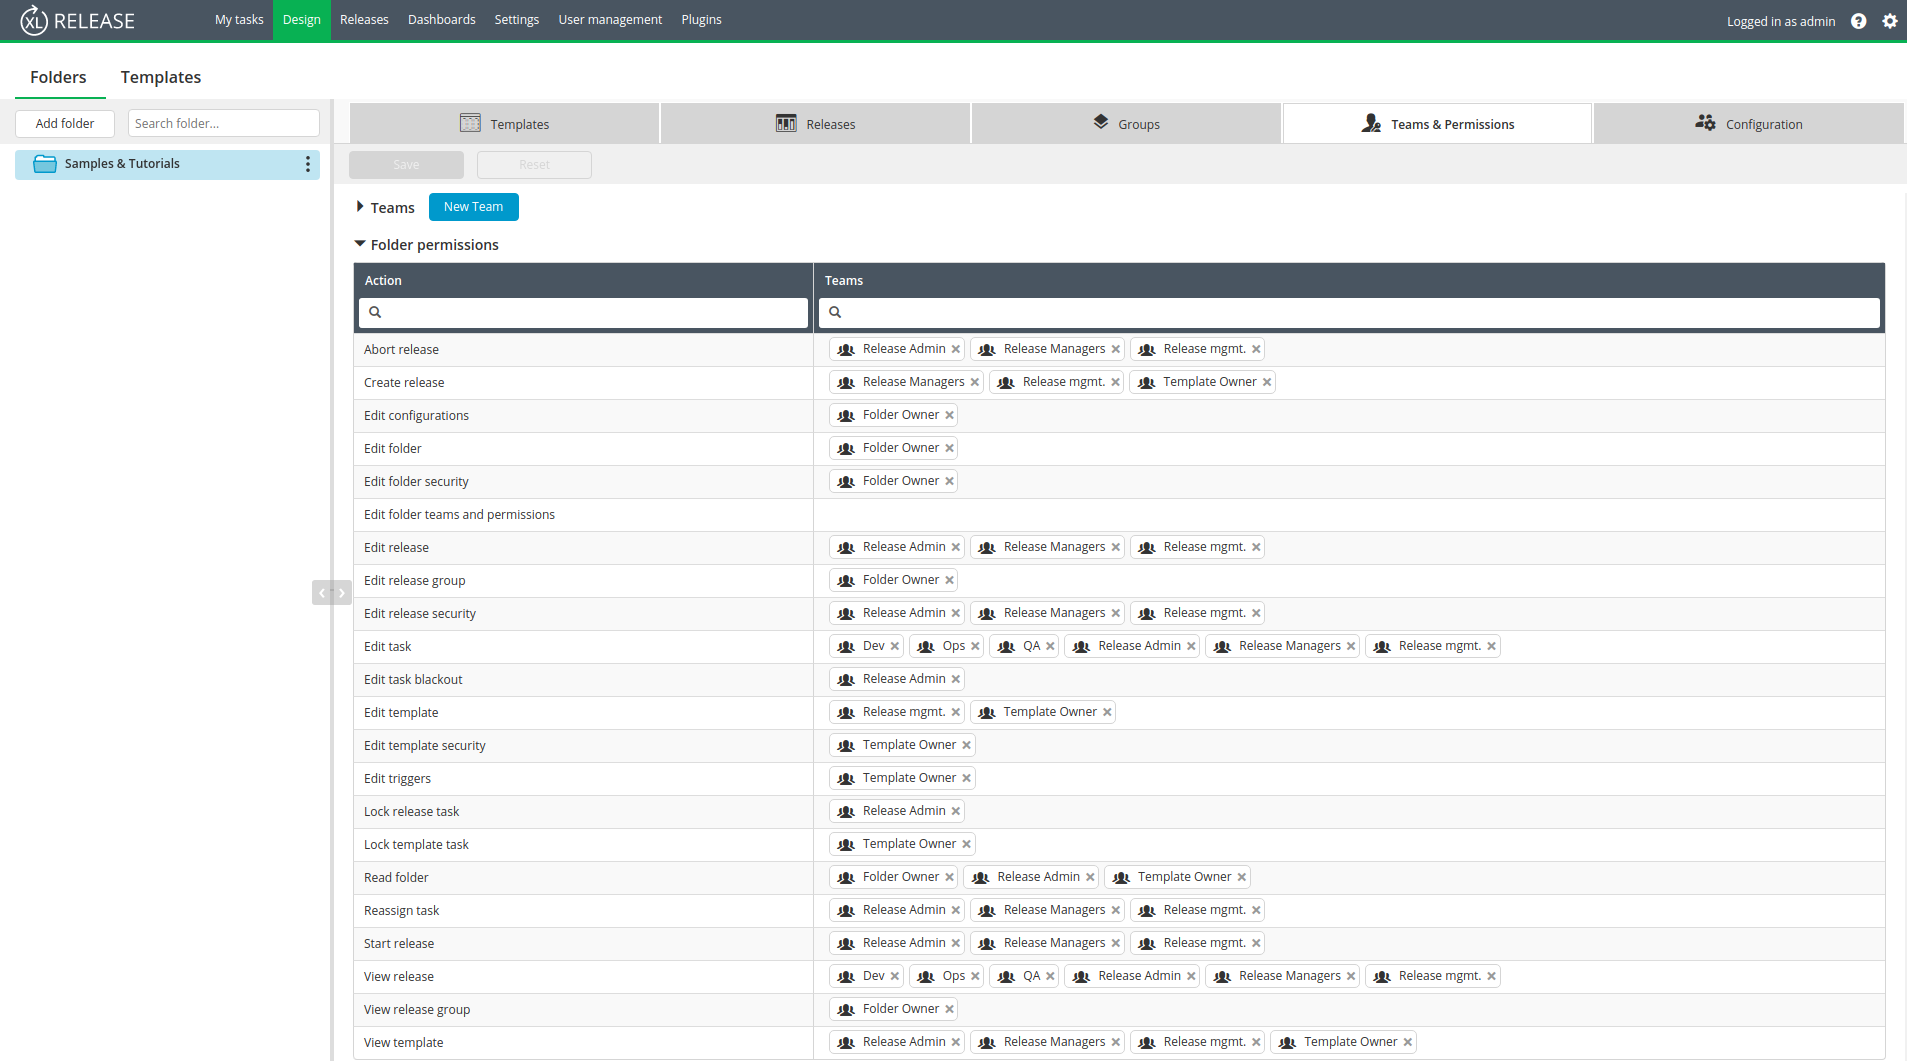 XL RELEASE My tasks Design Releases Dashboards Settings User management Plugins Logged in as admin ?
Folders Templates
Add folder Search folder...
Samples & Tutorials
Templates Releases Groups Teams & Permissions Configuration
Save Reset
Teams New Team
Folder permissions
Action Teams
Abort release Release Admin Release Managers Release mgmt.
Create release Release Managers Release mgmt. Template Owner
Edit configurations Folder Owner
Edit folder Folder Owner
Edit folder security Folder Owner
Edit folder teams and permissions
Edit release Release Admin Release Managers Release mgmt.
Edit release group Folder Owner
Edit release security Release Admin Release Managers Release mgmt.
Edit task Dev Ops QA Release Admin Release Managers Release mgmt.
Edit task blackout Release Admin
Edit template Release mgmt. Template Owner
Edit template security Template Owner
Edit triggers Template Owner
Lock release task Release Admin
Lock template task Template Owner
Read folder Folder Owner Release Admin Template Owner
Reassign task Release Admin Release Managers Release mgmt.
Start release Release Admin Release Managers Release mgmt.
View release Dev Ops QA Release Admin Release Managers Release mgmt.
View release group Folder Owner
View template Release Admin Release Managers Release mgmt. Template Owner